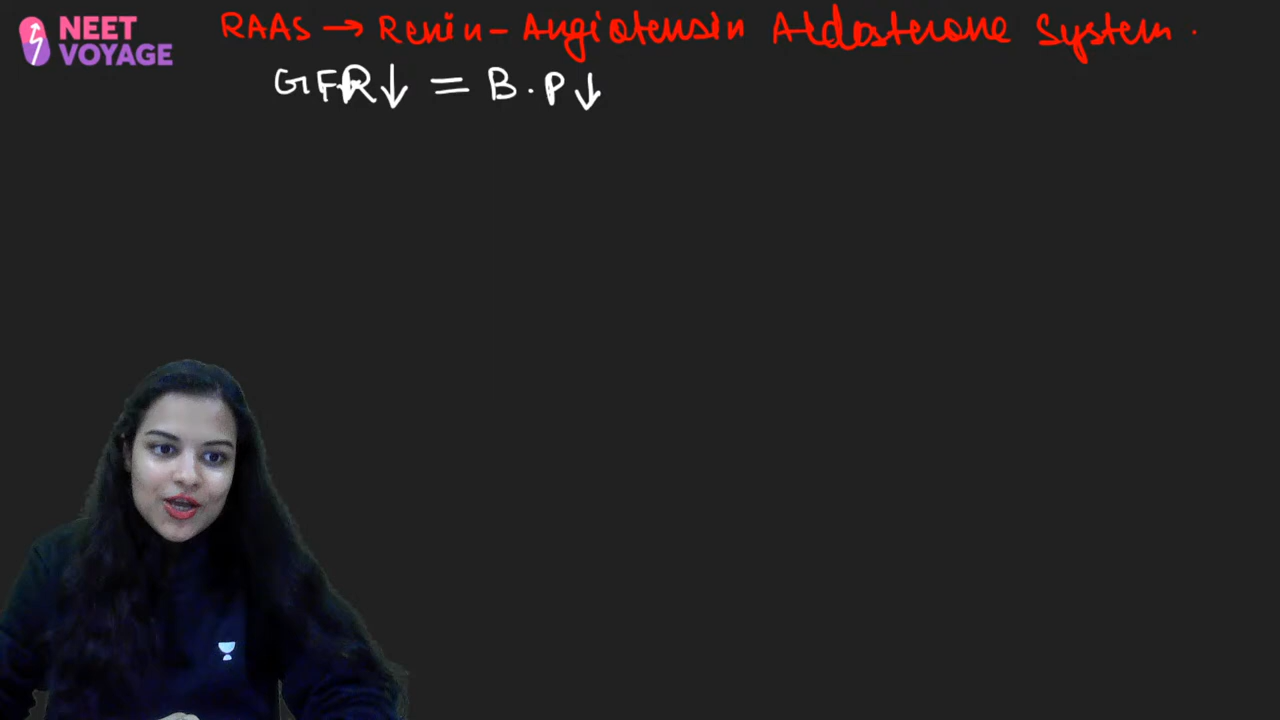 NEET
VOYAGE
RAAS → Renin-Angiotensin Aldosterone System.
GFR↓ = B.P↓